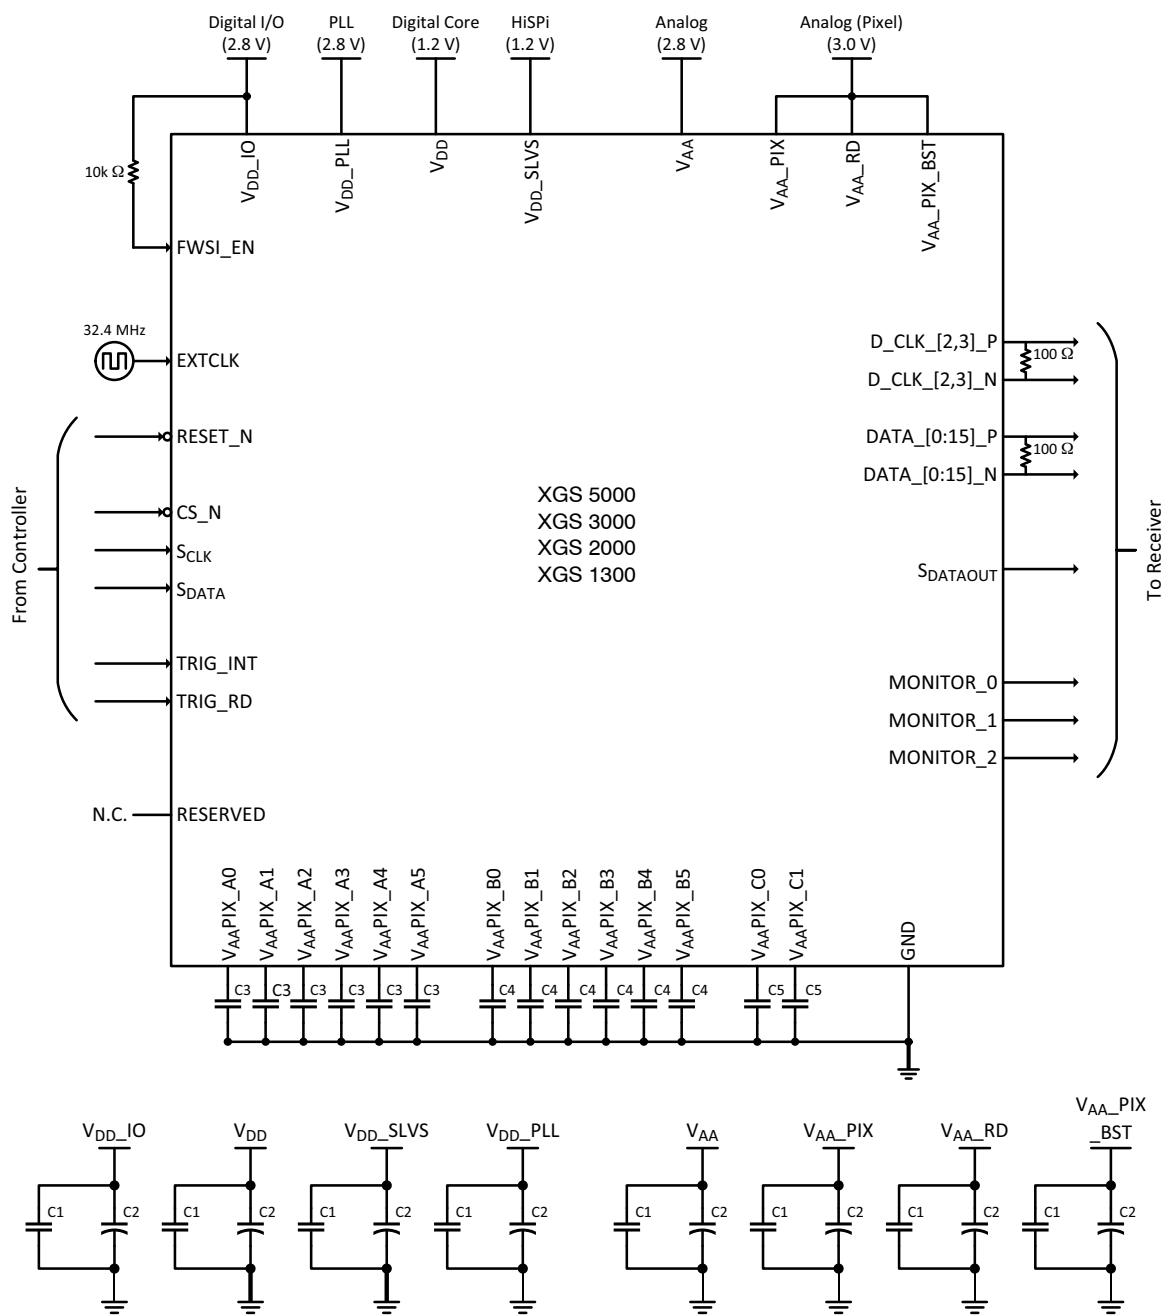 Digital I/O
(2.8 V)
PLL
(2.8 V)
Digital Core
(1.2 V)
HiSPi
(1.2 V)
Analog
(2.8 V)
Analog (Pixel)
(3.0 V)
10k Ω
VDD_IO
VDD_PLL
VDD
VDD_SLVS
VAA
VAA_PIX
VAA_RD
VAA_PIX_BST
FWSI_EN
32.4 MHz
EXTCLK
D_CLK_[2,3]_P
100 Ω
D_CLK_[2,3]_N
From Controller
RESET_N
DATA_[0:15]_P
100 Ω
DATA_[0:15]_N
CS_N
SCLK
SDATA
XGS 5000
XGS 3000
XGS 2000
XGS 1300
SDATAOUT
To Receiver
TRIG_INT
TRIG_RD
MONITOR_0
MONITOR_1
MONITOR_2
N.C.
RESERVED
VAAPIX_A0
VAAPIX_A1
VAAPIX_A2
VAAPIX_A3
VAAPIX_A4
VAAPIX_A5
VAAPIX_B0
VAAPIX_B1
VAAPIX_B2
VAAPIX_B3
VAAPIX_B4
VAAPIX_B5
VAAPIX_C0
VAAPIX_C1
GND
C3
C3
C3
C3
C3
C3
C4
C4
C4
C4
C4
C4
C5
C5
VDD_IO
C1
C2
VDD
C1
C2
VDD_SLVS
C1
C2
VDD_PLL
C1
C2
VAA
C1
C2
VAA_PIX
C1
C2
VAA_RD
C1
C2
VAA_PIX
_BST
C1
C2